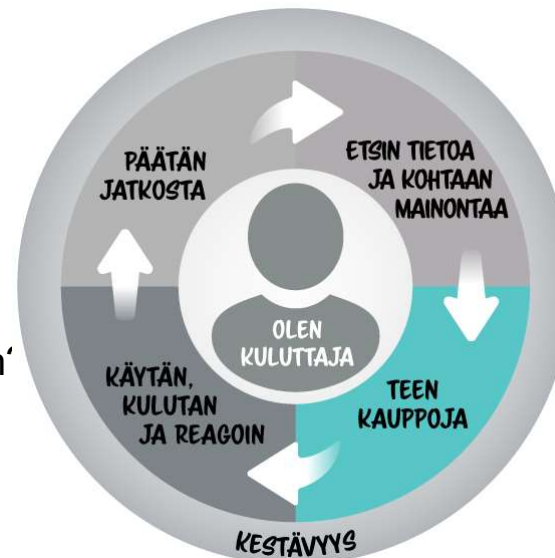 PÄÄTÄN
JATKOSTA
ETSIN TIETOA
JA KOHTAAN
MAINONTAA
OLEN
KULUTTAJA
KÄYTÄN,
KULUTAN
JA REAGOIN
TEEN
KAUPPOJA
KESTÄVYYS